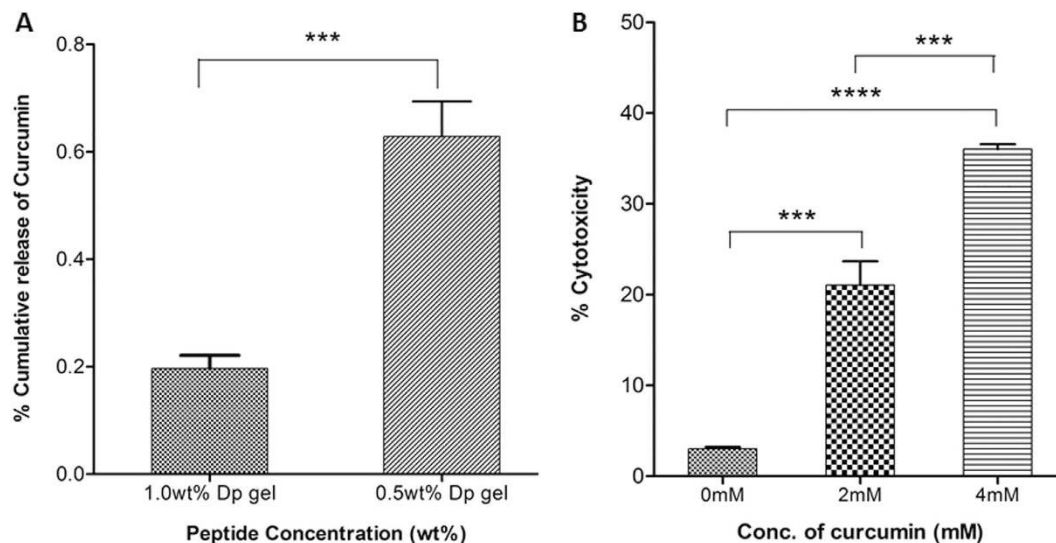 A
% Cumulative release of Curcumin
0.8
0.6
0.4
0.2
0.0
***
1.0wt% Dp gel
0.5wt% Dp gel
Peptide Concentration (wt%)
B
% Cytotoxicity
50
40
30
20
10
0
***
****
***
0mM
2mM
4mM
Conc. of curcumin (mM)